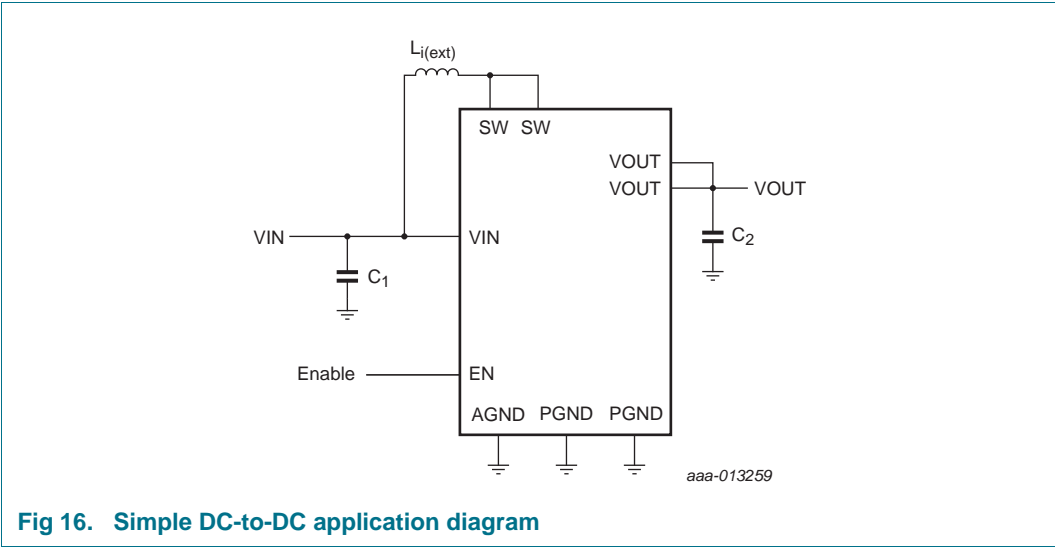 Li(ext)
SW SW
VOUT
VOUT VOUT
VIN VIN
C2
C1
Enable EN
AGND PGND PGND
aaa-013259
Fig 16. Simple DC-to-DC application diagram